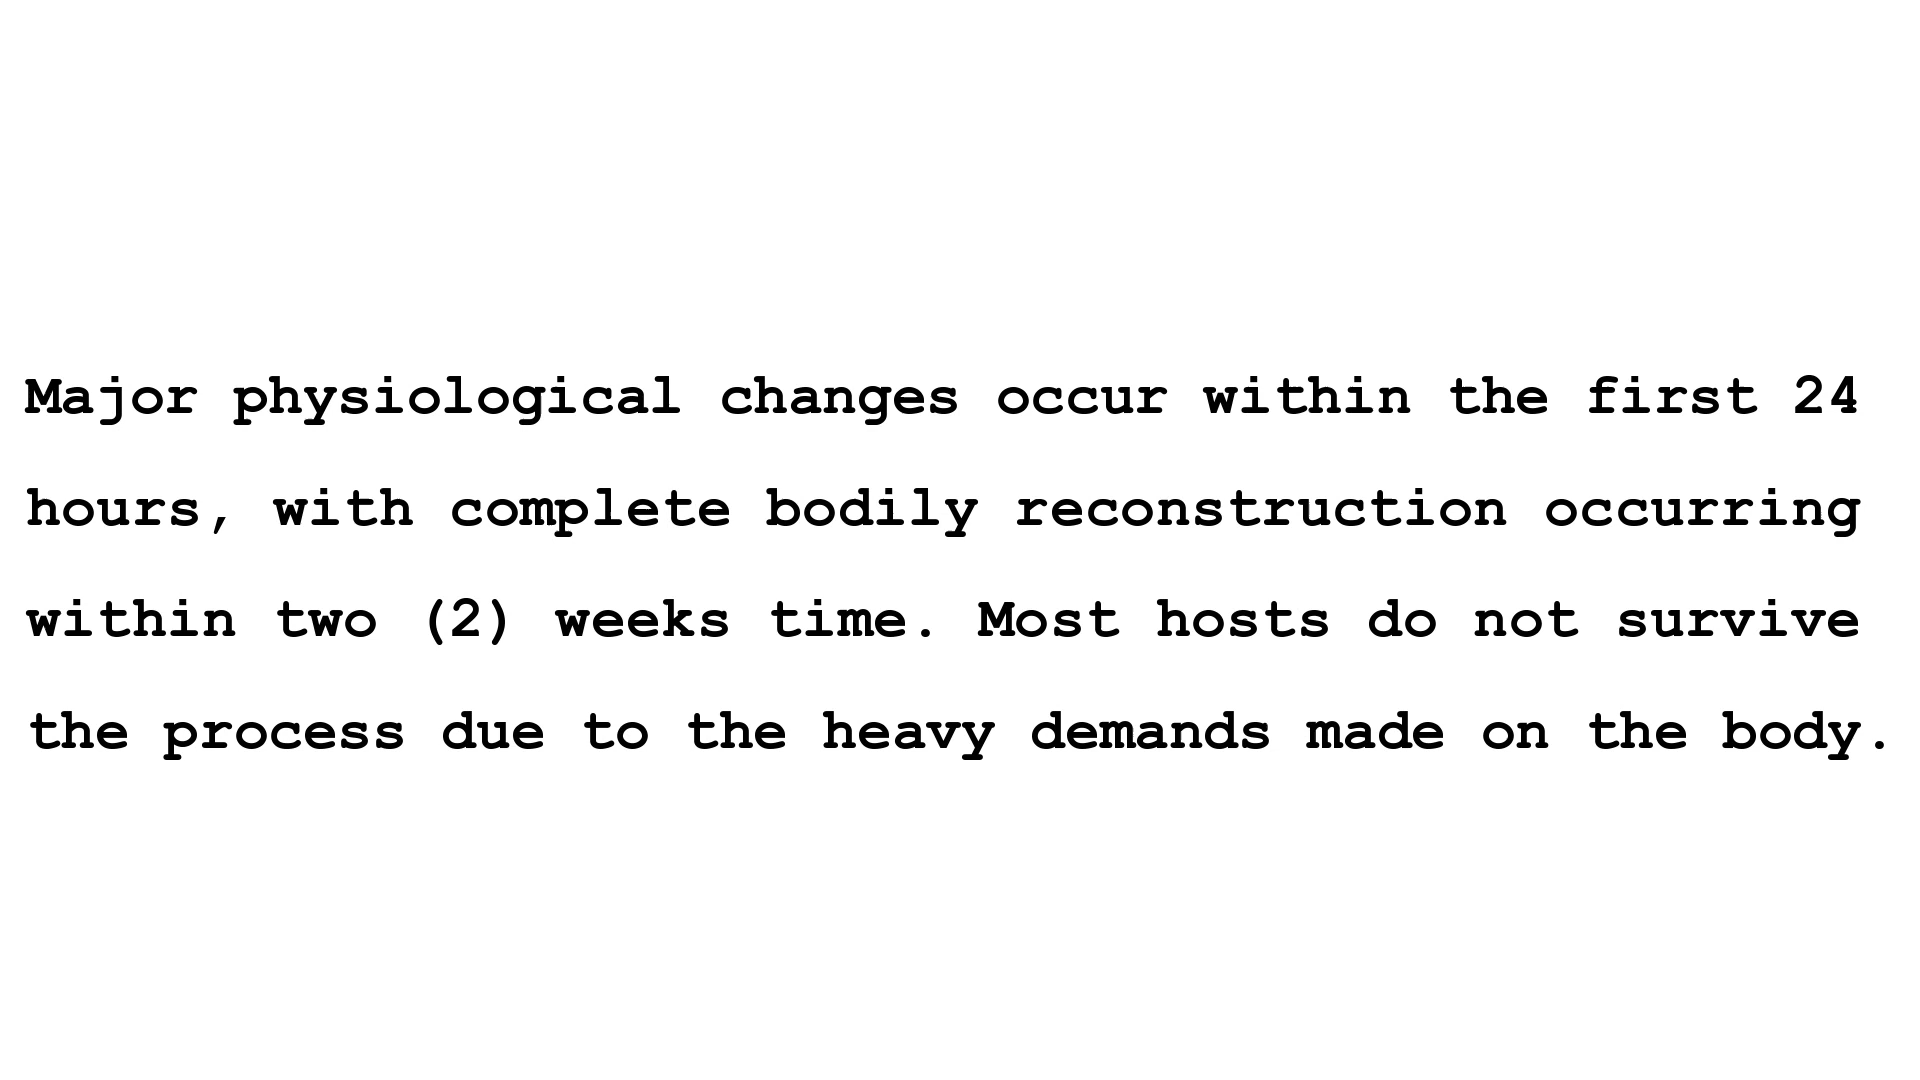 Major physiological changes occur within the first 24
hours, with complete bodily reconstruction occurring
within two (2) weeks time. Most hosts do not survive
the process due to the heavy demands made on the body.